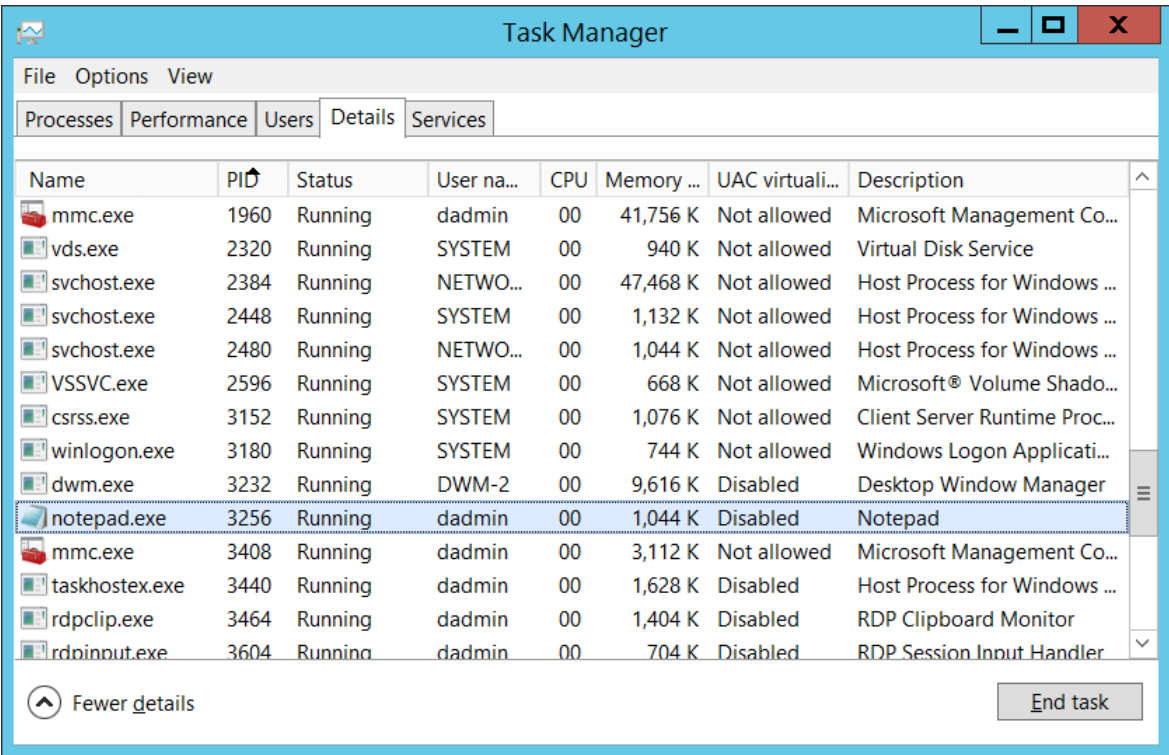 Task Manager
File Options View
Processes Performance Users Details Services
Name PID Status User na... CPU Memory ... UAC virtuali... Description
mmc.exe 1960 Running dadmin 00 41,756 K Not allowed Microsoft Management Co...
vds.exe 2320 Running SYSTEM 00 940 K Not allowed Virtual Disk Service
svchost.exe 2384 Running NETWO... 00 47,468 K Not allowed Host Process for Windows ...
svchost.exe 2448 Running SYSTEM 00 1,132 K Not allowed Host Process for Windows ...
svchost.exe 2480 Running NETWO... 00 1,044 K Not allowed Host Process for Windows ...
VSSVC.exe 2596 Running SYSTEM 00 668 K Not allowed Microsoft® Volume Shado...
csrss.exe 3152 Running SYSTEM 00 1,076 K Not allowed Client Server Runtime Proc...
winlogon.exe 3180 Running SYSTEM 00 744 K Not allowed Windows Logon Applicati...
dwm.exe 3232 Running DWM-2 00 9,616 K Disabled Desktop Window Manager
notepad.exe 3256 Running dadmin 00 1,044 K Disabled Notepad
mmc.exe 3408 Running dadmin 00 3,112 K Not allowed Microsoft Management Co...
taskhostex.exe 3440 Running dadmin 00 1,628 K Disabled Host Process for Windows ...
rdpclip.exe 3464 Running dadmin 00 1,404 K Disabled RDP Clipboard Monitor
rdpinput.exe 3604 Running dadmin 00 704 K Disabled RDP Session Input Handler
Fewer details End task